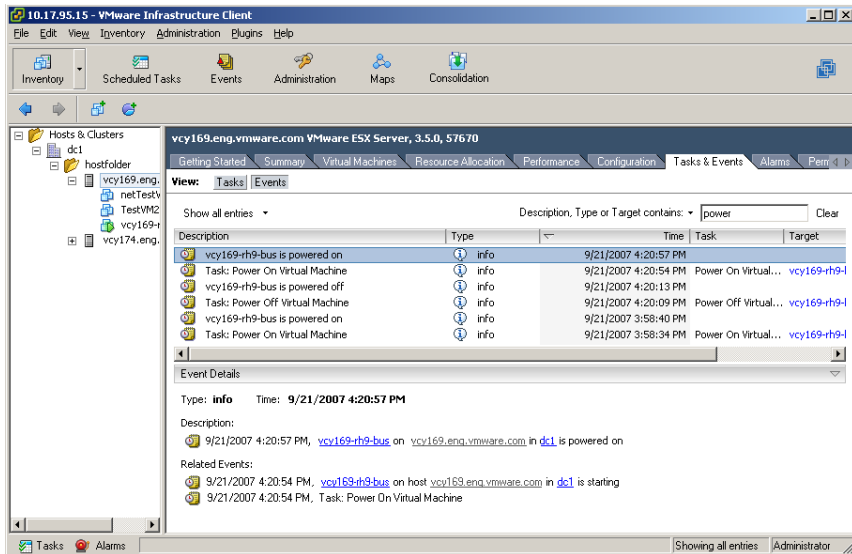 10.17.95.15 - VMware Infrastructure Client
File Edit View Inventory Administration Plugins Help
Inventory Scheduled Tasks Events Administration Maps Consolidation
Hosts & Clusters
dc1
hostfolder
vcy169.eng.
netTestV
TestVM2
vcy169-r
vcy174.eng.
vcy169.eng.vmware.com VMware ESX Server, 3.5.0, 57670
Getting Started Summary Virtual Machines Resource Allocation Performance Configuration Tasks & Events Alarms Perm
View: Tasks Events
Show all entries Description, Type or Target contains: power Clear
Description Type Time Task Target
vcy169-rh9-bus is powered on info 9/21/2007 4:20:57 PM
Task: Power On Virtual Machine info 9/21/2007 4:20:54 PM Power On Virtual... vcy169-rh9-l
vcy169-rh9-bus is powered off info 9/21/2007 4:20:13 PM
Task: Power Off Virtual Machine info 9/21/2007 4:20:09 PM Power Off Virtual... vcy169-rh9-l
vcy169-rh9-bus is powered on info 9/21/2007 3:58:40 PM
Task: Power On Virtual Machine info 9/21/2007 3:58:34 PM Power On Virtual... vcy169-rh9-l
Event Details
Type: info Time: 9/21/2007 4:20:57 PM
Description:
9/21/2007 4:20:57 PM, vcy169-rh9-bus on vcy169.eng.vmware.com in dc1 is powered on
Related Events:
9/21/2007 4:20:54 PM, vcy169-rh9-bus on host vcy169.eng.vmware.com in dc1 is starting
9/21/2007 4:20:54 PM, Task: Power On Virtual Machine
Tasks Alarms Showing all entries Administrator